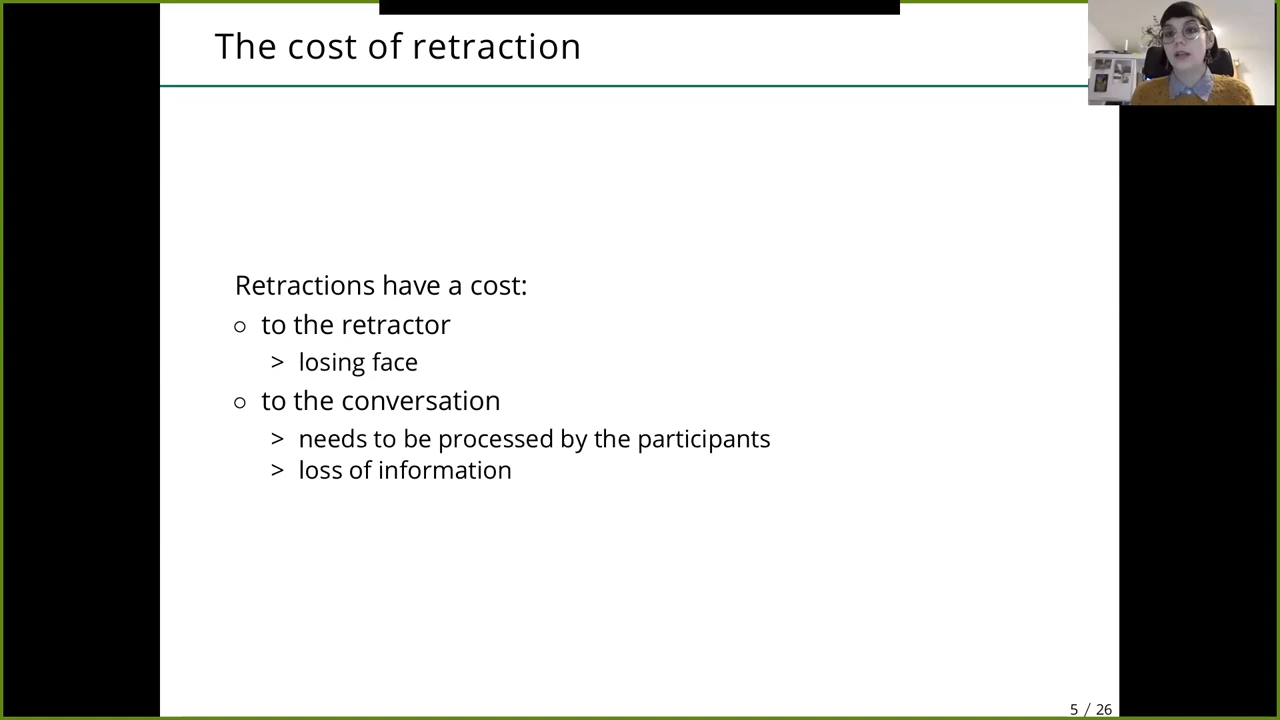 The cost of retraction
Retractions have a cost:
○ to the retractor
> losing face
○ to the conversation
> needs to be processed by the participants
> loss of information
5 / 26